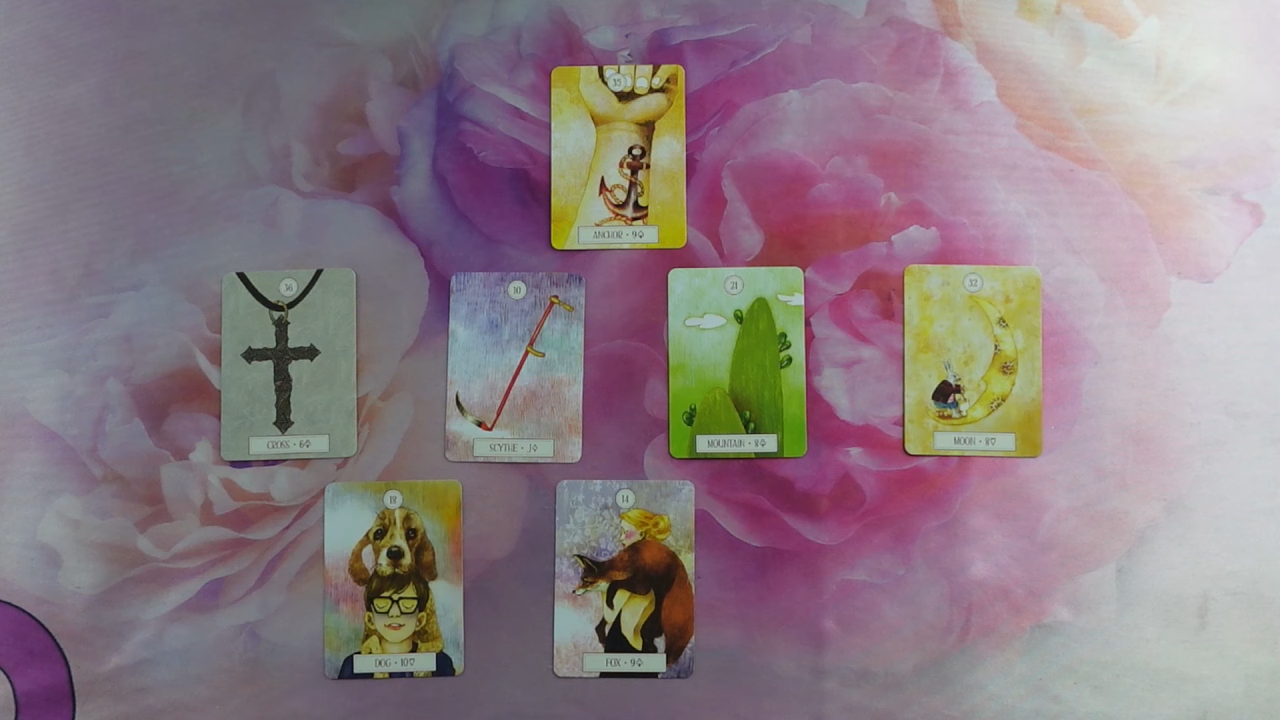 35
ANCHOR • 9♤
36
CROSS • 6♧
10
SCYTHE • J♢
21
MOUNTAIN • 8♧
32
MOON • 8♡
18
DOG • 10♡
14
FOX • 9♧